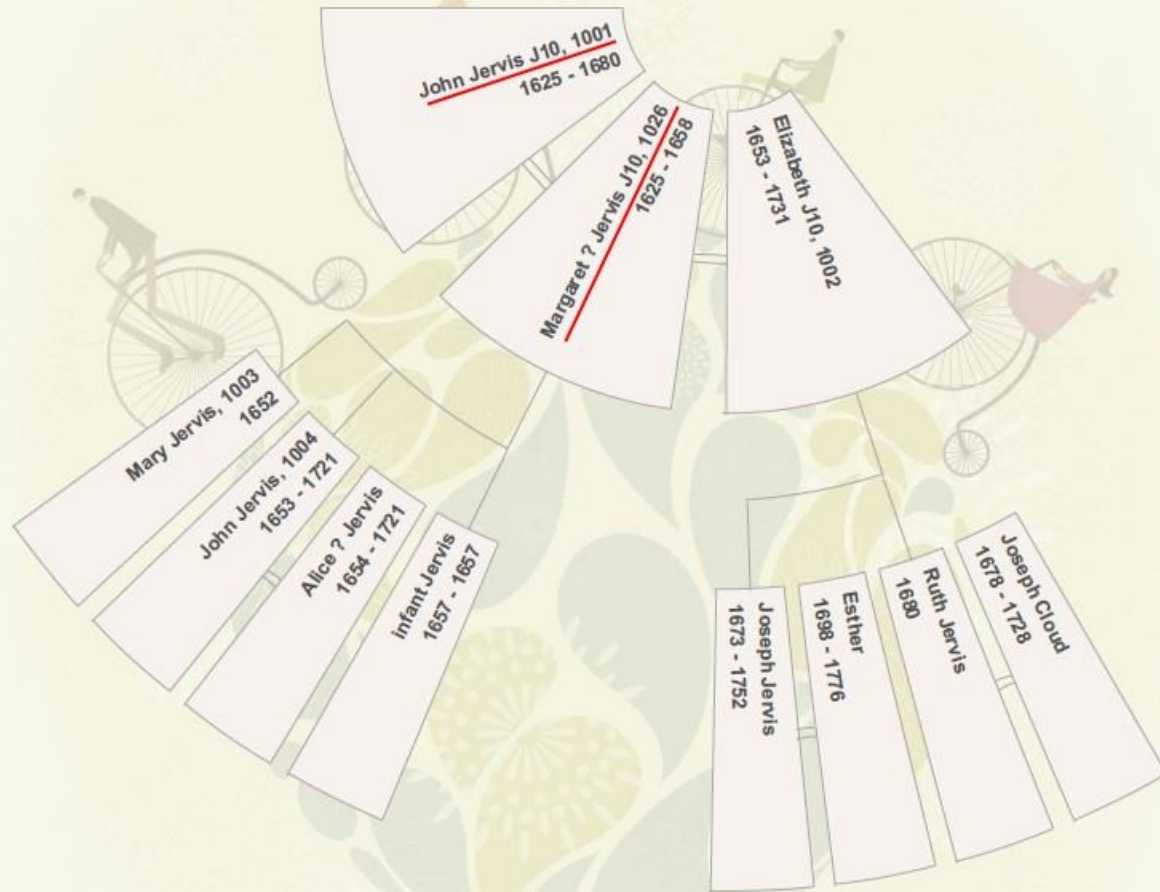 John Jervis J10, 1001
1625 - 1680
Margaret ? Jervis J10, 1026
1625 - 1658
Elizabeth J10, 1002
1653 - 1731
Mary Jervis, 1003
1652
John Jervis, 1004
1653 - 1721
Alice ? Jervis
1654 - 1721
infant Jervis
1657 - 1657
Joseph Jervis
1673 - 1752
Esther
1698 - 1776
Ruth Jervis
1680
Joseph Cloud
1678 - 1728